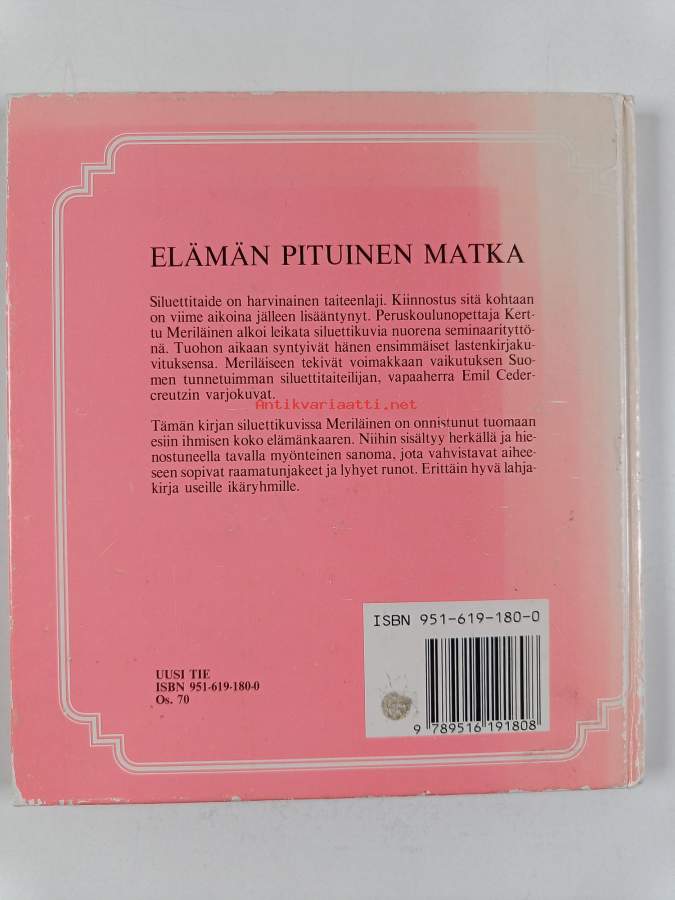 ELÄMÄN PITUINEN MATKA
Siluettitaide on harvinainen taiteenlaji. Kiinnostus sitä kohtaan
on viime aikoina jälleen lisääntynyt. Peruskoulunopettaja Kert-
tu Meriläinen alkoi leikata siluettikuvia nuorena seminaarityttö-
nä. Tuohon aikaan syntyivät hänen ensimmäiset lastenkirjaku-
vituksensa. Meriläiseen tekivät voimakkaan vaikutuksen Suo-
men tunnetuimman siluettitaiteilijan, vapaaherra Emil Ceder-
creutzin varjokuvat.
Antikvariaatti.net
Tämän kirjan siluettikuvissa Meriläinen on onnistunut tuomaan
esiin ihmisen koko elämänkaaren. Niihin sisältyy herkällä ja hie-
nostuneella tavalla myönteinen sanoma, jota vahvistavat aihee-
seen sopivat raamatunjakeet ja lyhyet runot. Erittäin hyvä lahja-
kirja useille ikäryhmille.
ISBN 951-619-180-0
9 789516 191808
UUSI TIE
ISBN 951-619-180-0
Os. 70